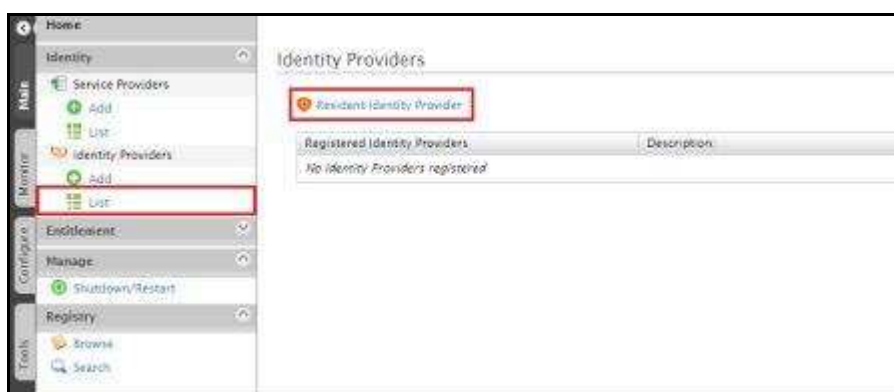 Home
Identity
Service Providers
Add
List
Identity Providers
Add
List
Entitlement
Manage
Shutdown/Restart
Registry
Browse
Search
Main
Monitor
Configure
Tools
Identity Providers
Resident Identity Provider
Registered Identity Providers
Description
No Identity Providers registered